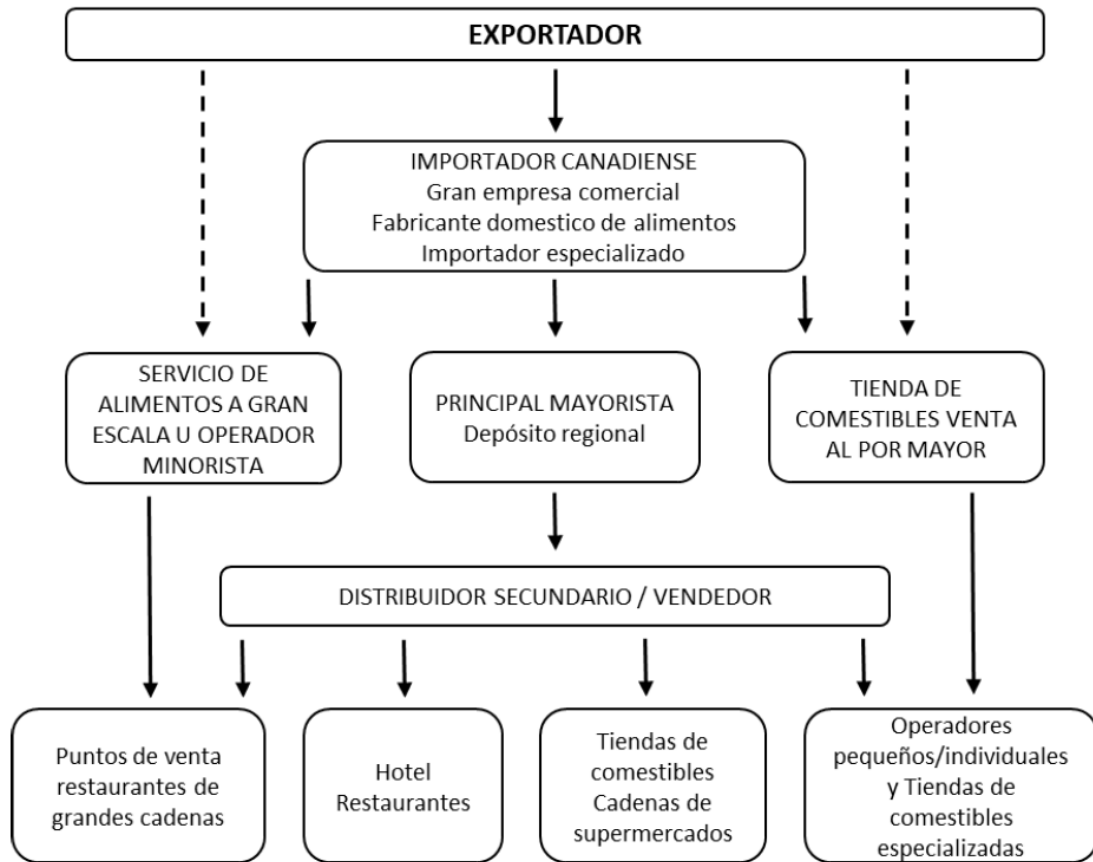 EXPORTADOR
IMPORTADOR CANADIENSE
Gran empresa comercial
Fabricante domestico de alimentos
Importador especializado
SERVICIO DE
ALIMENTOS A GRAN
ESCALA U OPERADOR
MINORISTA
PRINCIPAL MAYORISTA
Depósito regional
TIENDA DE
COMESTIBLES VENTA
AL POR MAYOR
DISTRIBUIDOR SECUNDARIO / VENDEDOR
Puntos de venta
restaurantes de
grandes cadenas
Hotel
Restaurantes
Tiendas de
comestibles
Cadenas de
supermercados
Operadores
pequeños/individuales
y Tiendas de
comestibles
especializadas